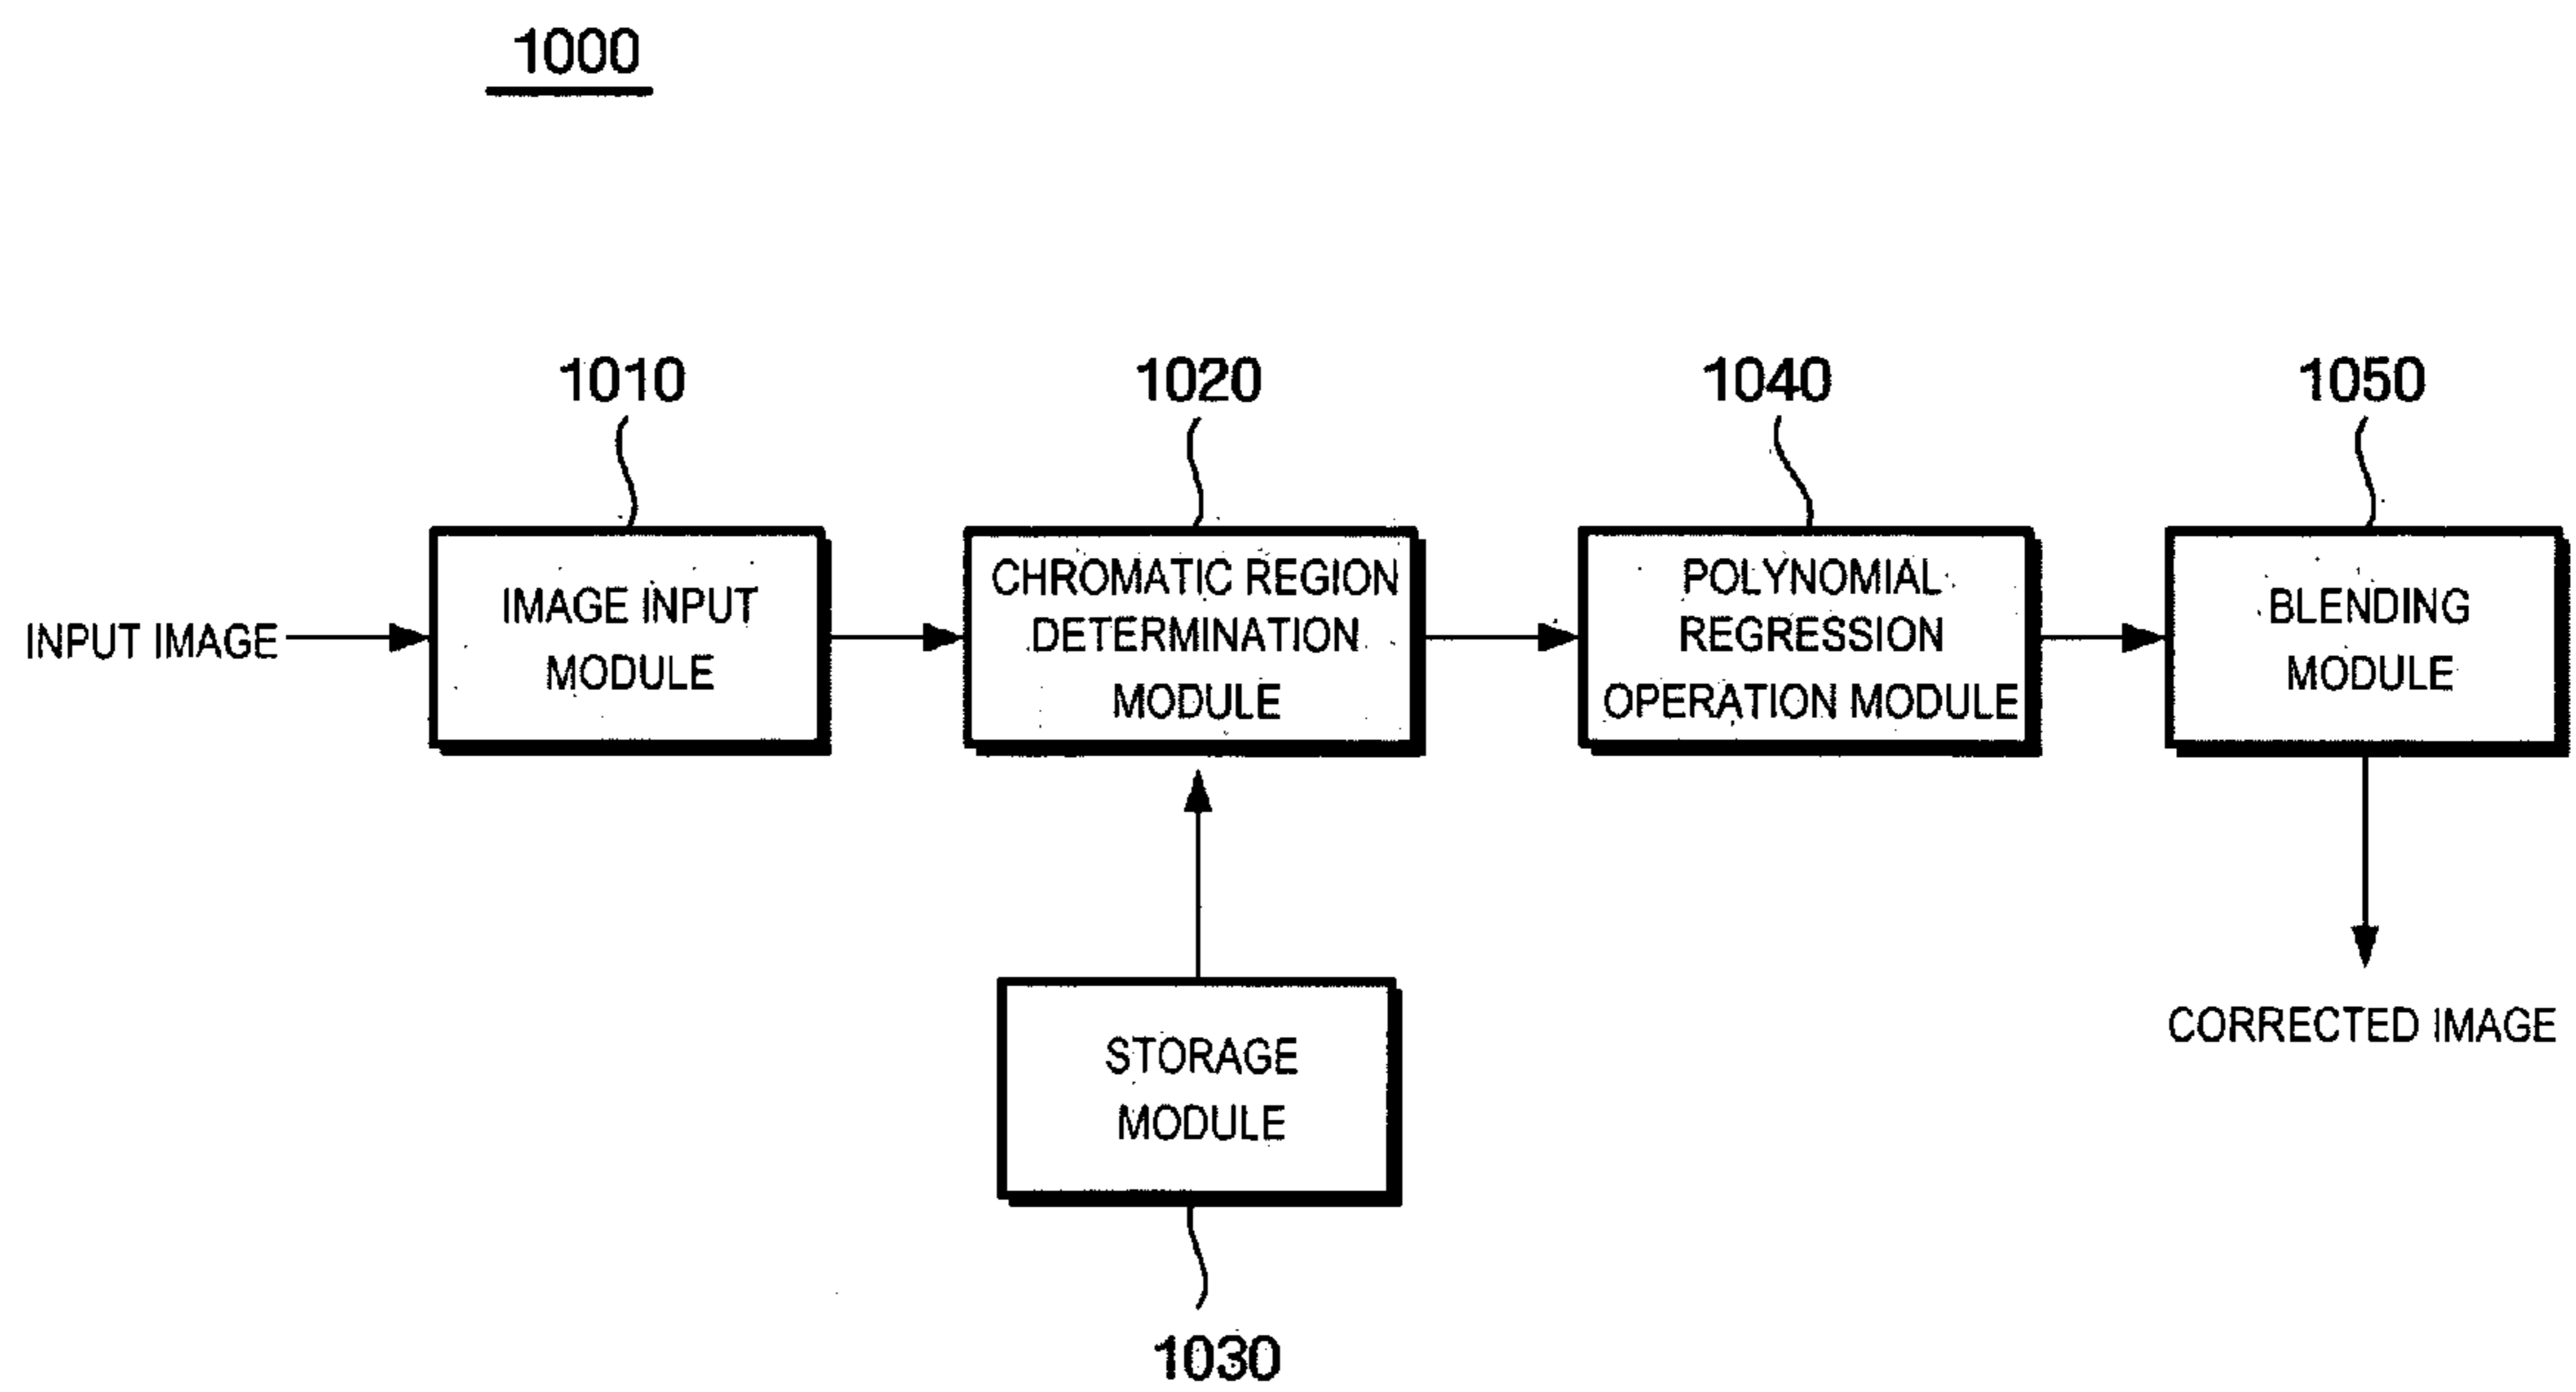 1000
1010
1020
1040
1050
INPUT IMAGE
IMAGE INPUT
MODULE
CHROMATIC REGION
DETERMINATION
MODULE
POLYNOMIAL
REGRESSION
OPERATION MODULE
BLENDING
MODULE
STORAGE
MODULE
CORRECTED IMAGE
1030